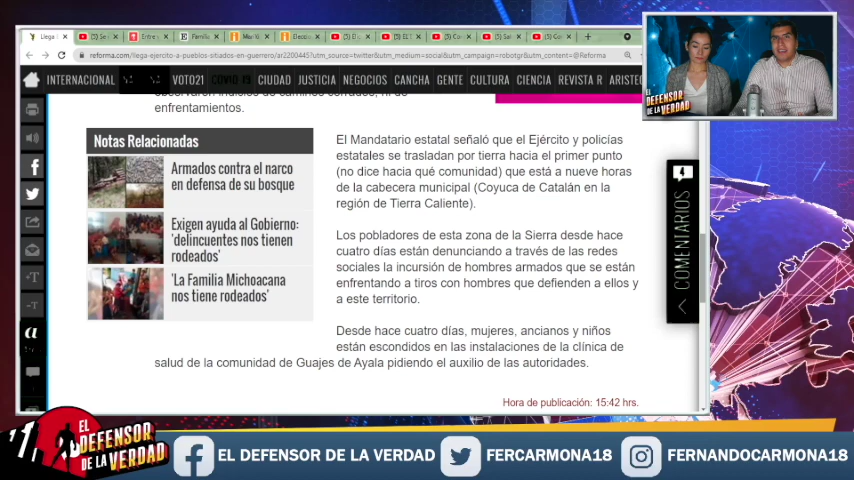 Llega
reforma.com/llega-ejercito-a-pueblos-sitiados-en-guerrero/ar2200445?utm_source=twitter&utm_medium=social&utm_campaign=robotgr&utm_content=@Reforma
INTERNACIONAL
VOTO21
COVID-19
CIUDAD
JUSTICIA
NEGOCIOS
CANCHA
GENTE
CULTURA
CIENCIA
REVISTA R
ARISTEG
observaron indicios de caminos cerrados, ni de
enfrentamientos.
Notas Relacionadas
Armados contra el narco
en defensa de su bosque
Exigen ayuda al Gobierno:
'delincuentes nos tienen
rodeados'
'La Familia Michoacana
nos tiene rodeados'
El Mandatario estatal señaló que el Ejército y policías
estatales se trasladan por tierra hacia el primer punto
(no dice hacia qué comunidad) que está a nueve horas
de la cabecera municipal (Coyuca de Catalán en la
región de Tierra Caliente).
Los pobladores de esta zona de la Sierra desde hace
cuatro días están denunciando a través de las redes
sociales la incursión de hombres armados que se están
enfrentando a tiros con hombres que defienden a ellos y
a este territorio.
Desde hace cuatro días, mujeres, ancianos y niños
están escondidos en las instalaciones de la clínica de
salud de la comunidad de Guajes de Ayala pidiendo el auxilio de las autoridades.
Hora de publicación: 15:42 hrs.
4
COMENTARIOS
+T
-T
a
EL
DEFENSOR
DE LA VERDAD
EL
DEFENSOR
DE LA VERDAD
EL DEFENSOR DE LA VERDAD
FERCARMONA18
FERNANDOCARMONA18